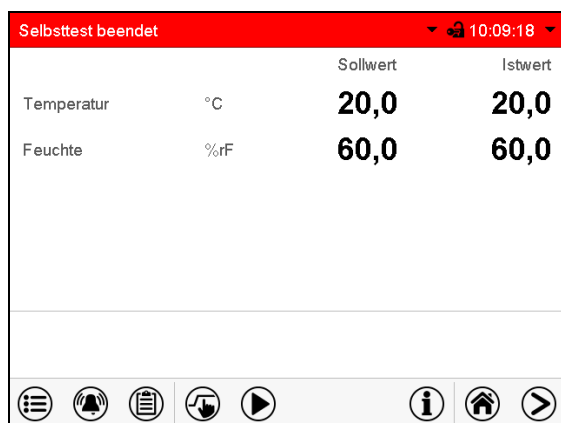 Selbsttest beendet 10:09:18
Sollwert Istwert
Temperatur °C 20,0 20,0
Feuchte %rF 60,0 60,0